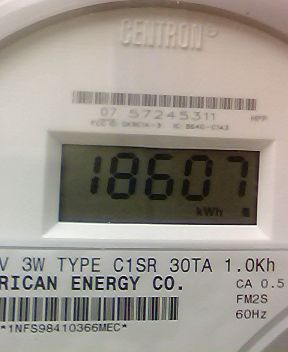 CENTRON®
07 57245311
HPP
18607
kWh
V 3W TYPE C1SR 30TA 1.0Kh
RICAN ENERGY CO.
CA 0.5
FM2S
60Hz
*1NFS98410366MEC*